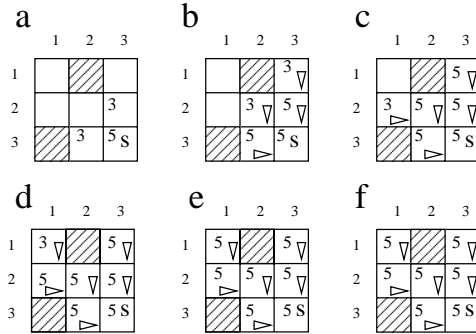 a b c
1 2 3 1 2 3 1 2 3
1 1 3 1 5
2 3 2 3 5 2 3 5 5
3 3 5 S 3 5 5 S 3 5 5 S
d e f
1 2 3 1 2 3 1 2 3
1 3 5 1 5 5 1 5 5
2 5 5 5 2 5 5 5 2 5 5 5
3 5 5 S 3 5 5 S 3 5 5 S